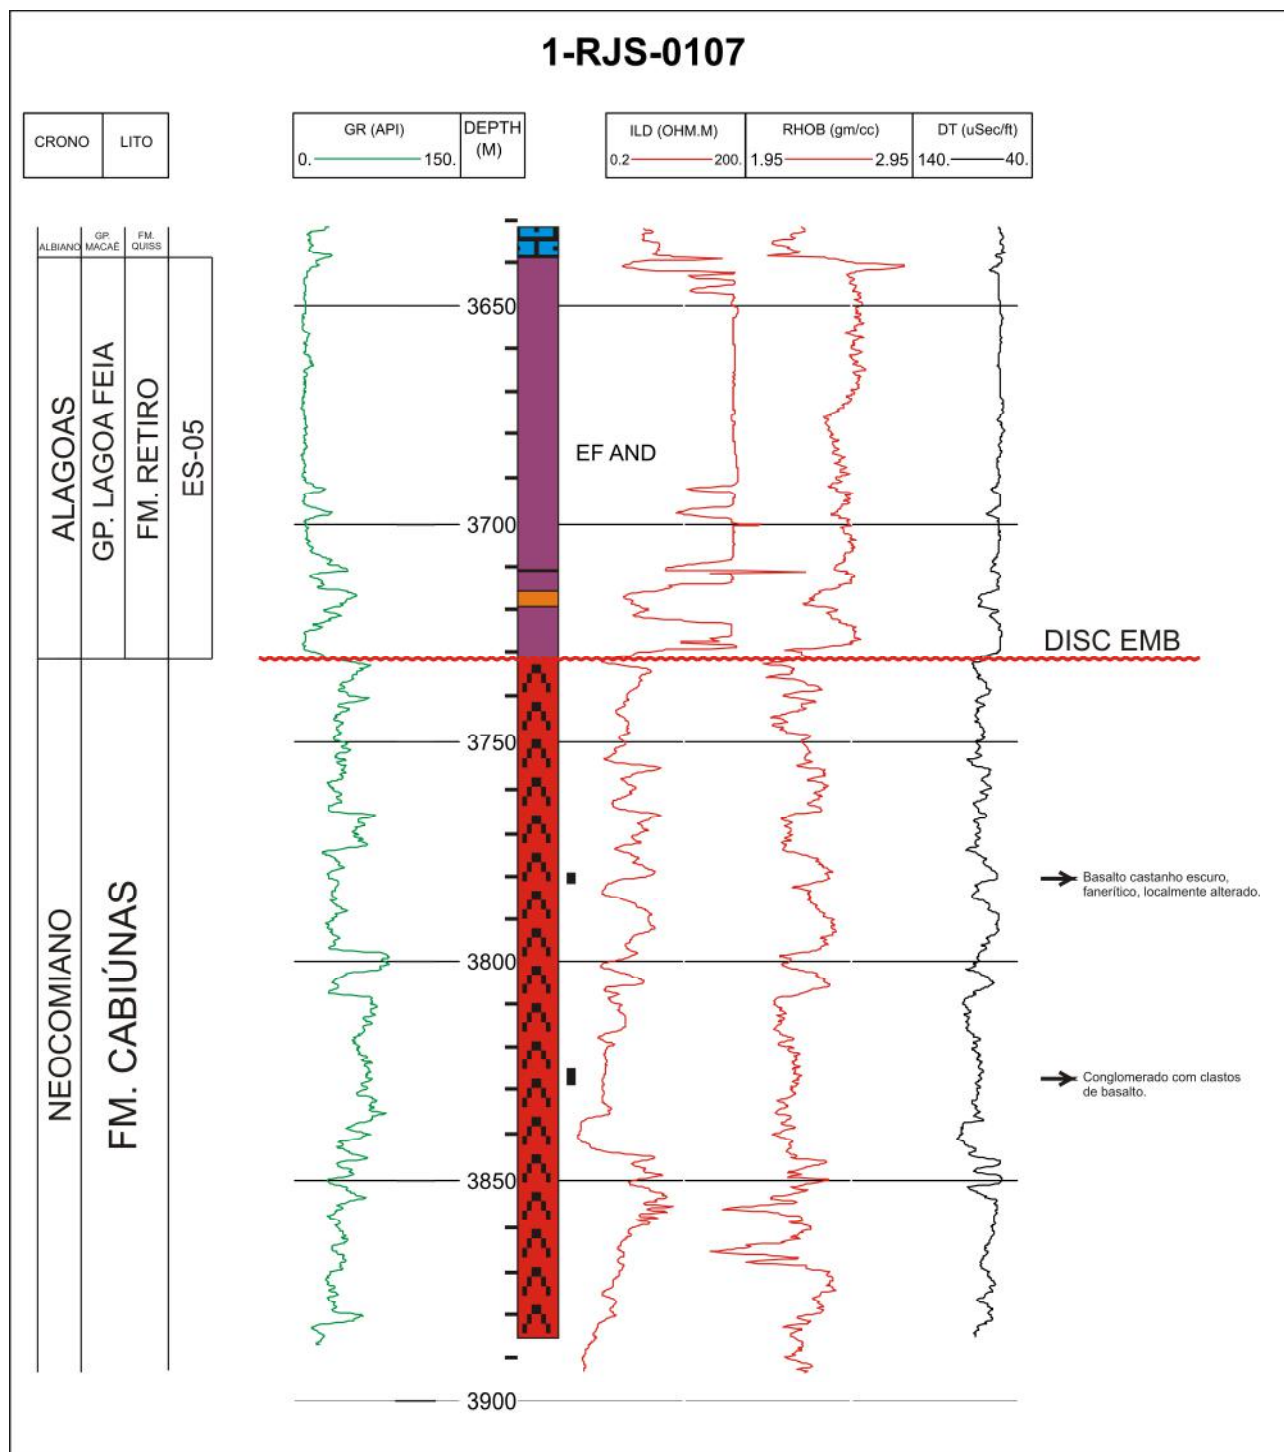 1-RJS-0107
CRONO
LITO
GR (API)
0. 150.
DEPTH
(M)
ILD (OHM.M)
0.2 200.
RHOB (gm/cc)
1.95 2.95
DT (uSec/ft)
140. 40.
ALBIANO
GP.
MACAÉ
FM.
QUISS
ALAGOAS
GP. LAGOA FEIA
FM. RETIRO
ES-05
3650
EF AND
3700
DISC EMB
3750
NEOCOMIANO
FM. CABIÚNAS
Basalto castanho escuro,
fanerítico, localmente alterado.
3800
Conglomerado com clastos
de basalto.
3850
3900